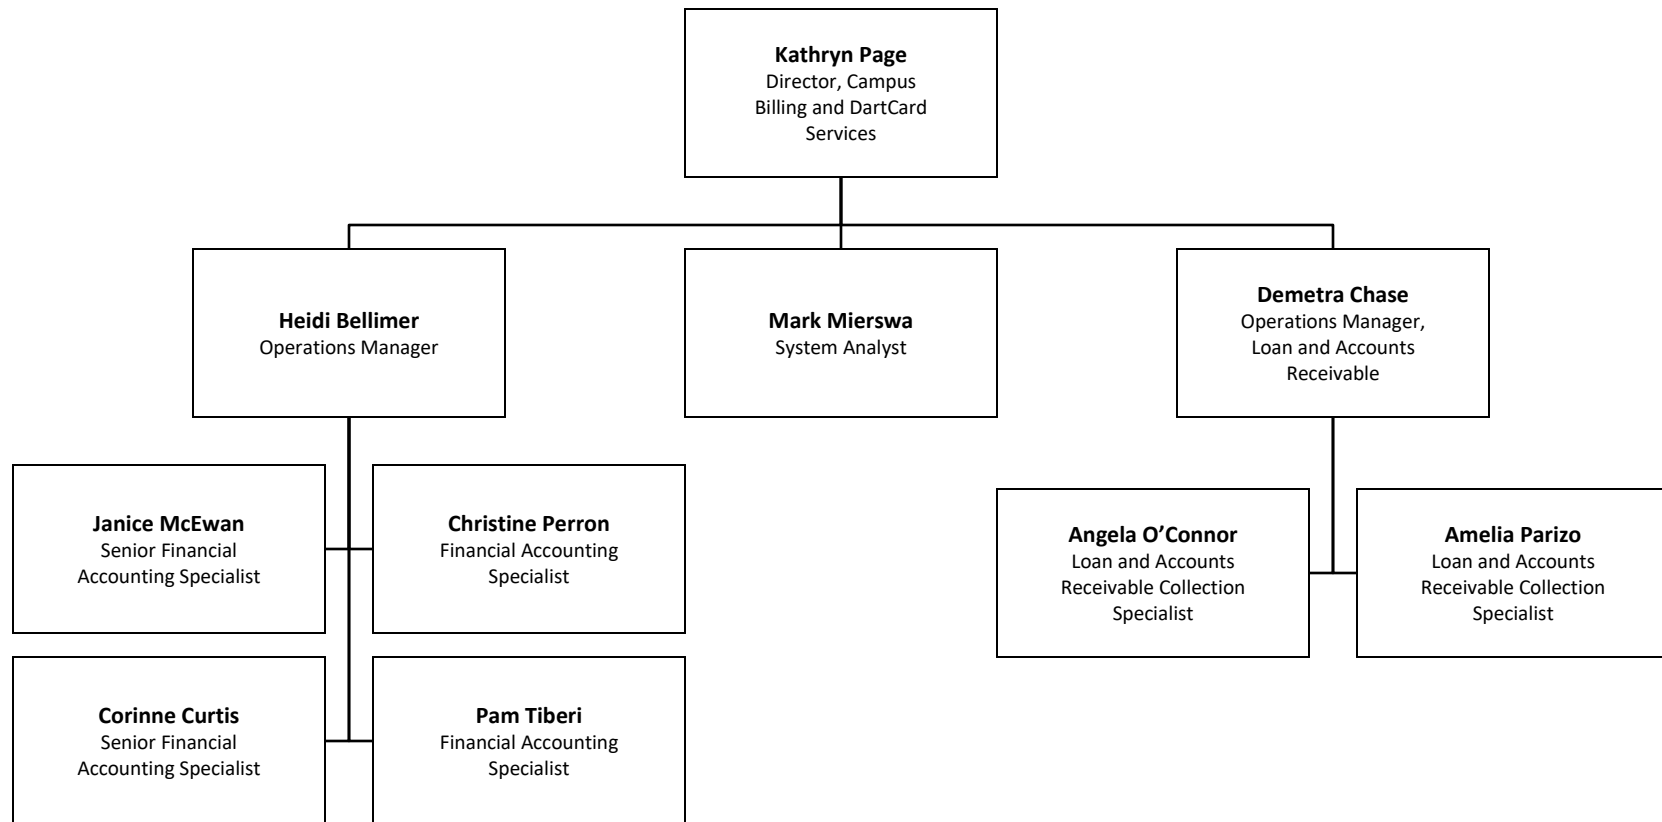 Kathryn Page
Director, Campus
Billing and DartCard
Services
Heidi Bellimer
Operations Manager
Mark Mierswa
System Analyst
Demetra Chase
Operations Manager,
Loan and Accounts
Receivable
Janice McEwan
Senior Financial
Accounting Specialist
Christine Perron
Financial Accounting
Specialist
Angela O’Connor
Loan and Accounts
Receivable Collection
Specialist
Amelia Parizo
Loan and Accounts
Receivable Collection
Specialist
Corinne Curtis
Senior Financial
Accounting Specialist
Pam Tiberi
Financial Accounting
Specialist